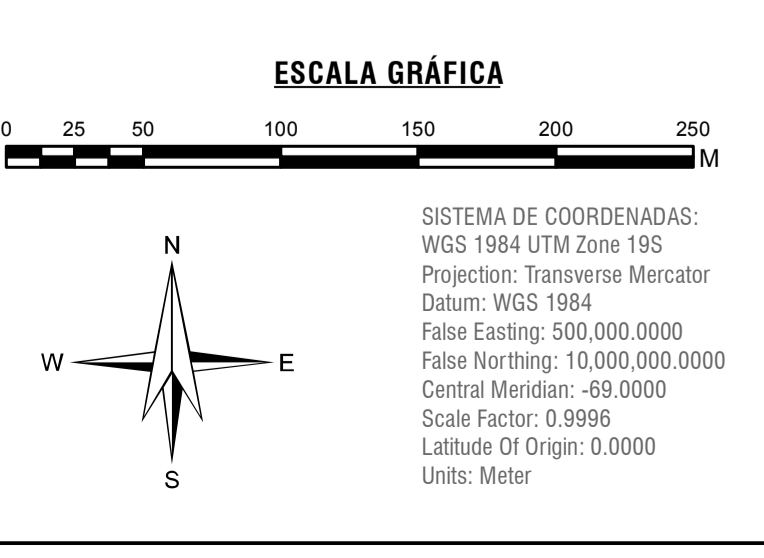 ESCALA GRÁFICA
0 25 50 100 150 200 250
M
SISTEMA DE COORDENADAS:
WGS 1984 UTM Zone 19S
Projection: Transverse Mercator
Datum: WGS 1984
False Easting: 500,000.0000
False Northing: 10,000,000.0000
Central Meridian: -69.0000
Scale Factor: 0.9996
Latitude Of Origin: 0.0000
Units: Meter
N
W E
S